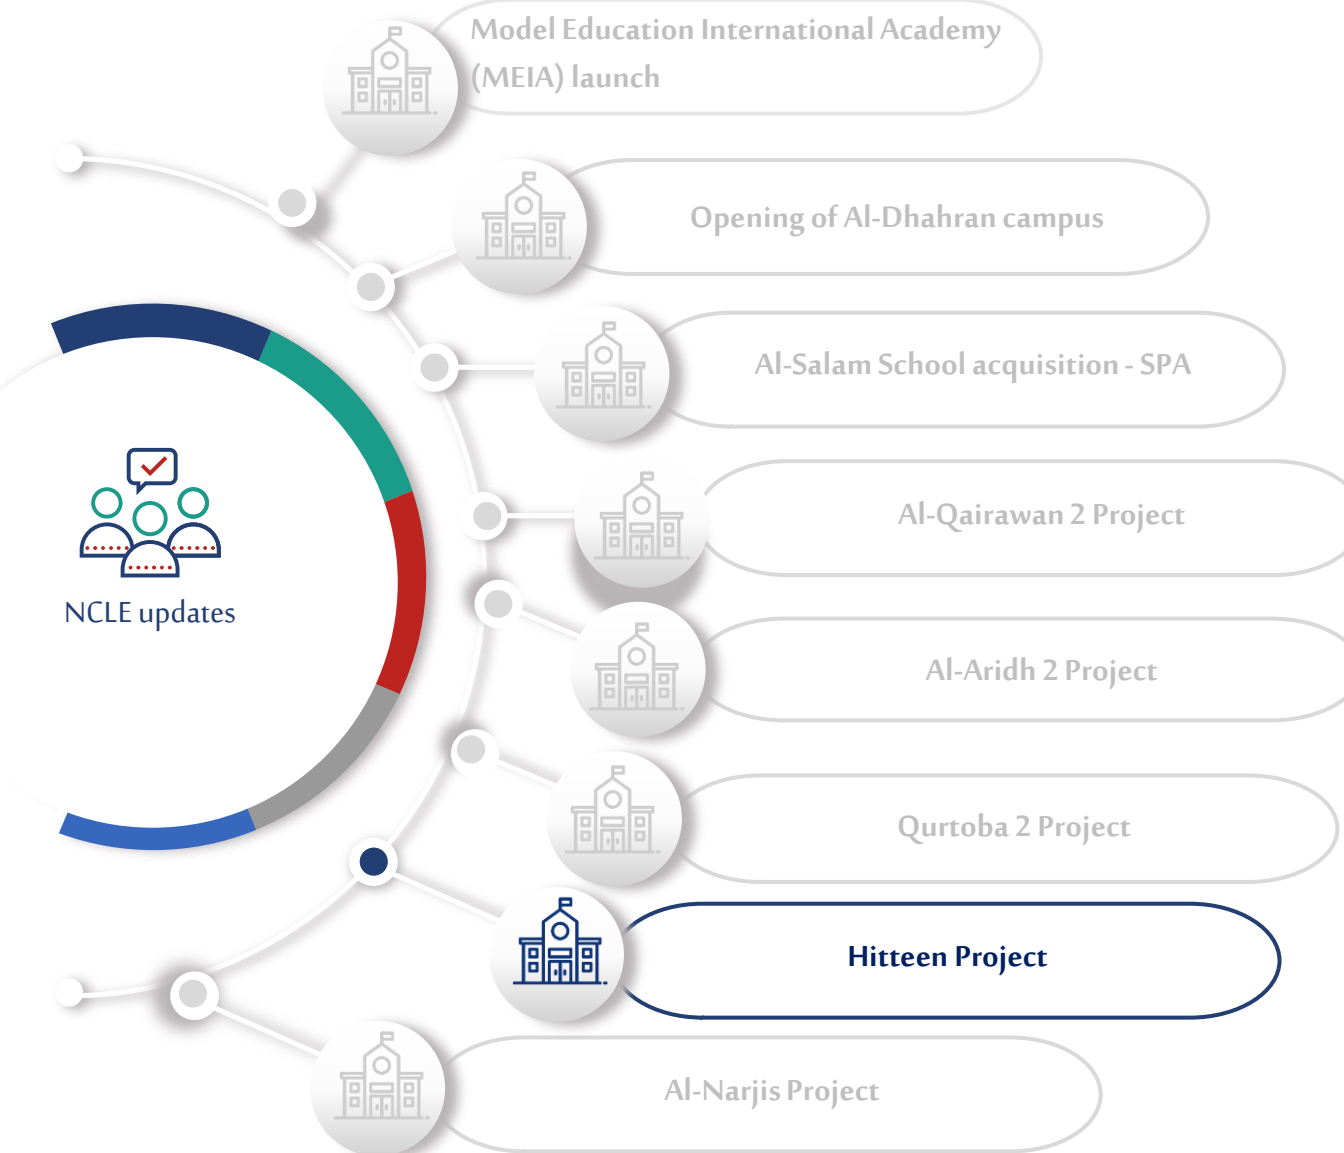 Model Education International Academy
(MEIA) launch
Opening of Al-Dhahran campus
Al-Salam School acquisition - SPA
Al-Qairawan 2 Project
NCLE updates
Al-Aridh 2 Project
Qurtoba 2 Project
Hitteen Project
Al-Narjis Project